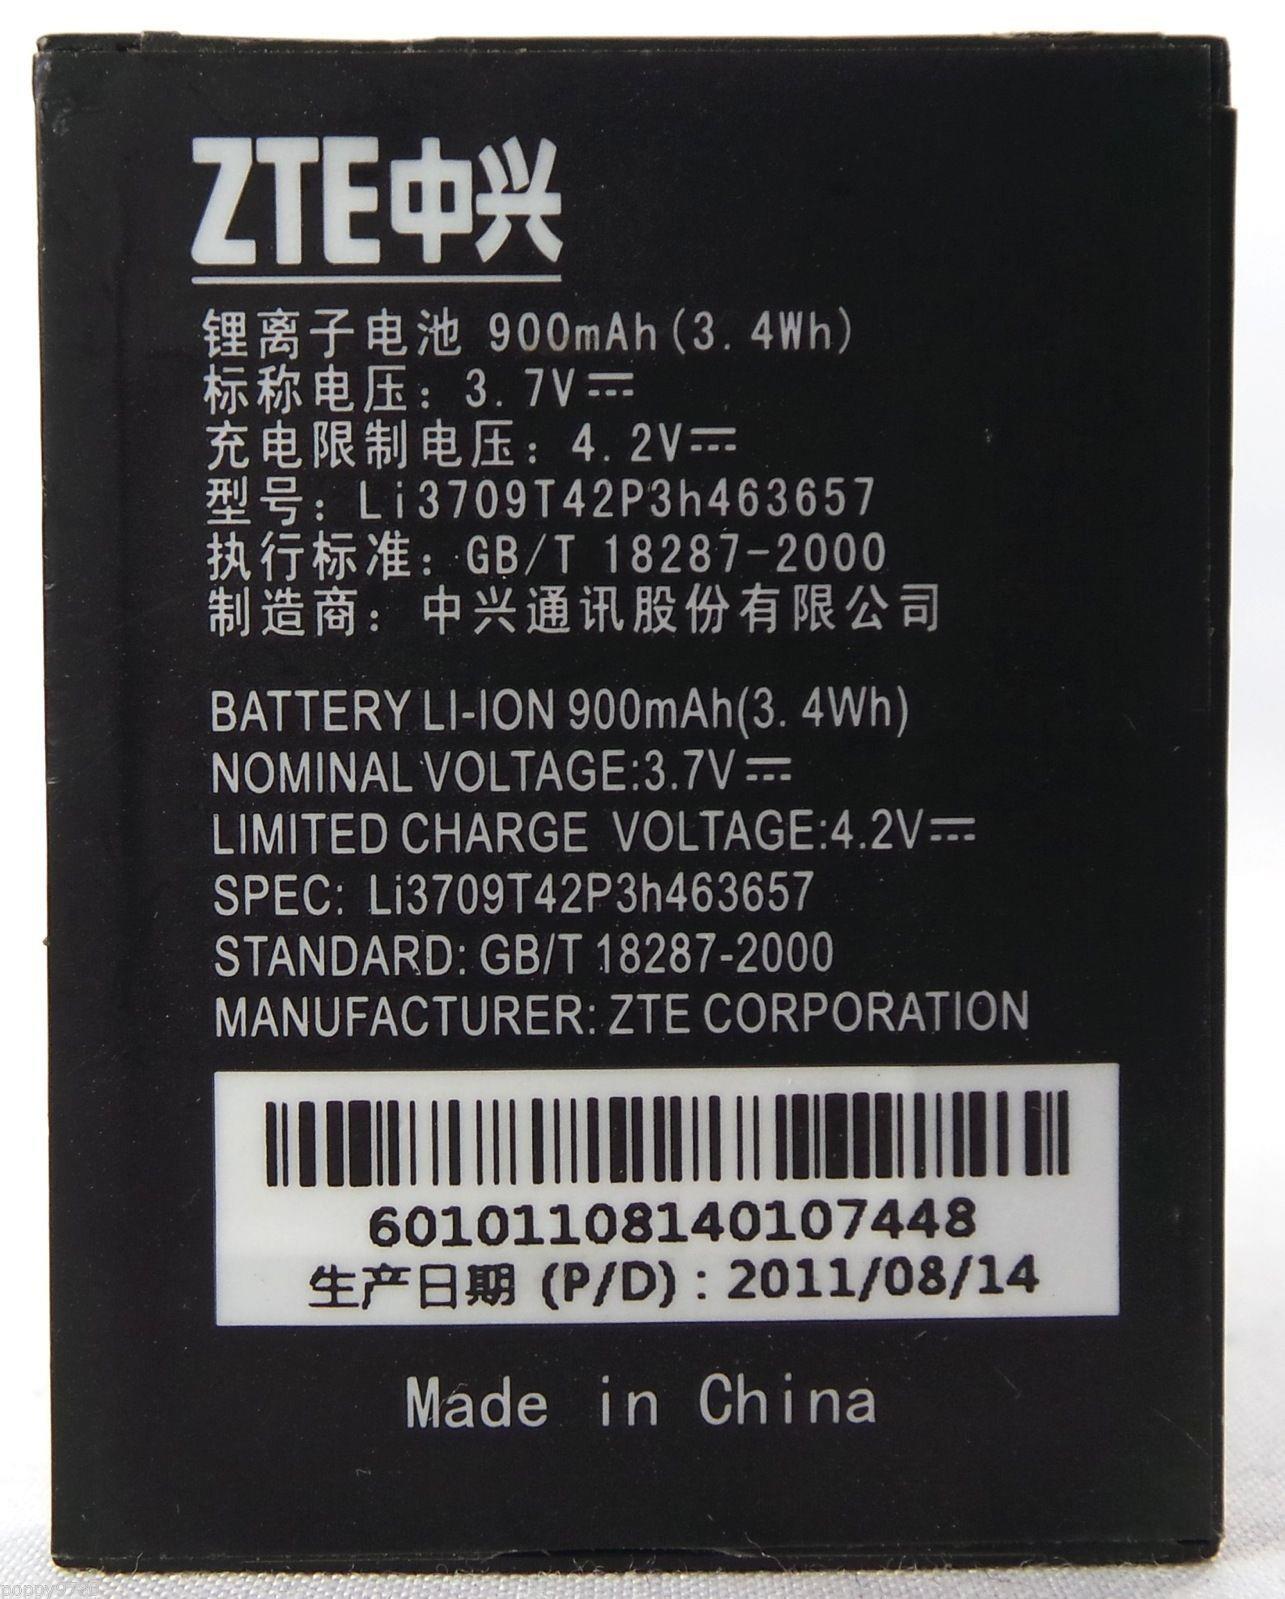 ZTE中兴
锂离子电池 900mAh(3.4Wh)
标称电压: 3.7V⎓
充电限制电压: 4.2V⎓
型号: Li3709T42P3h463657
执行标准: GB/T 18287-2000
制造商: 中兴通讯股份有限公司
BATTERY LI-ION 900mAh(3.4Wh)
NOMINAL VOLTAGE:3.7V⎓
LIMITED CHARGE VOLTAGE:4.2V⎓
SPEC: Li3709T42P3h463657
STANDARD: GB/T 18287-2000
MANUFACTURER: ZTE CORPORATION
60101108140107448
生产日期 (P/D) : 2011/08/14
Made in China